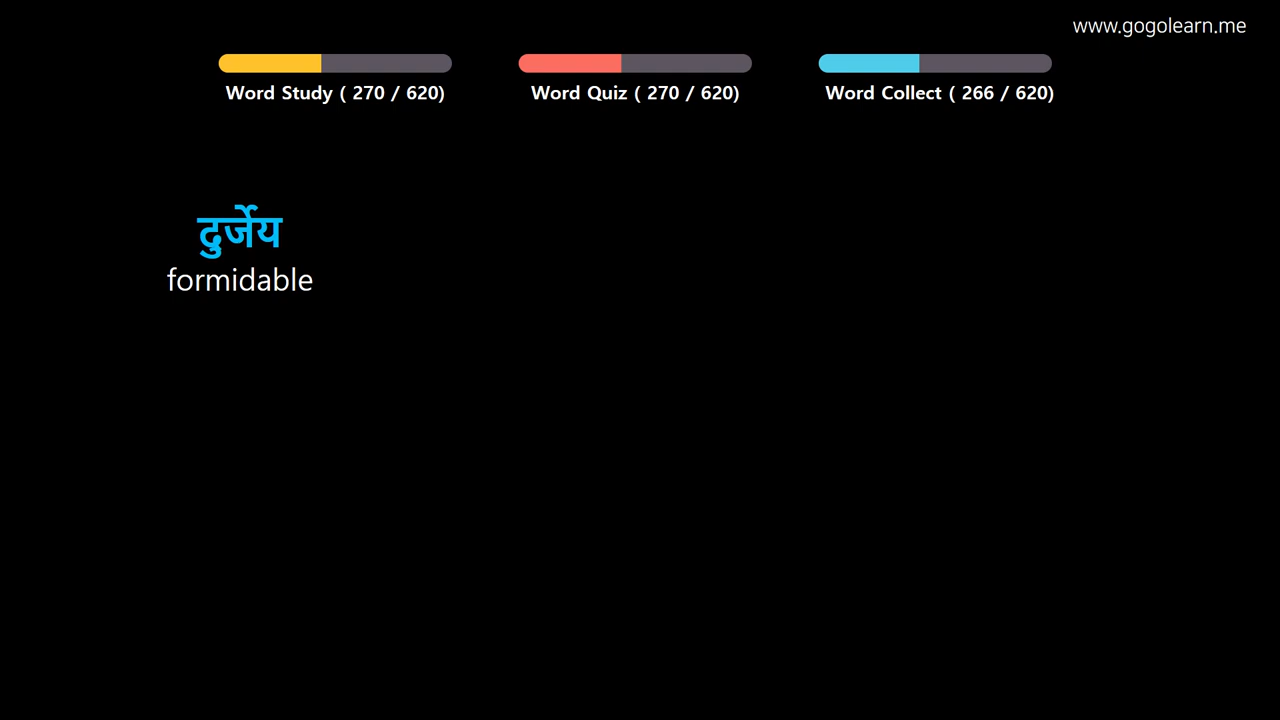 www.gogolearn.me
Word Study ( 270 / 620)
Word Quiz ( 270 / 620)
Word Collect ( 266 / 620)
दुर्जेय
formidable